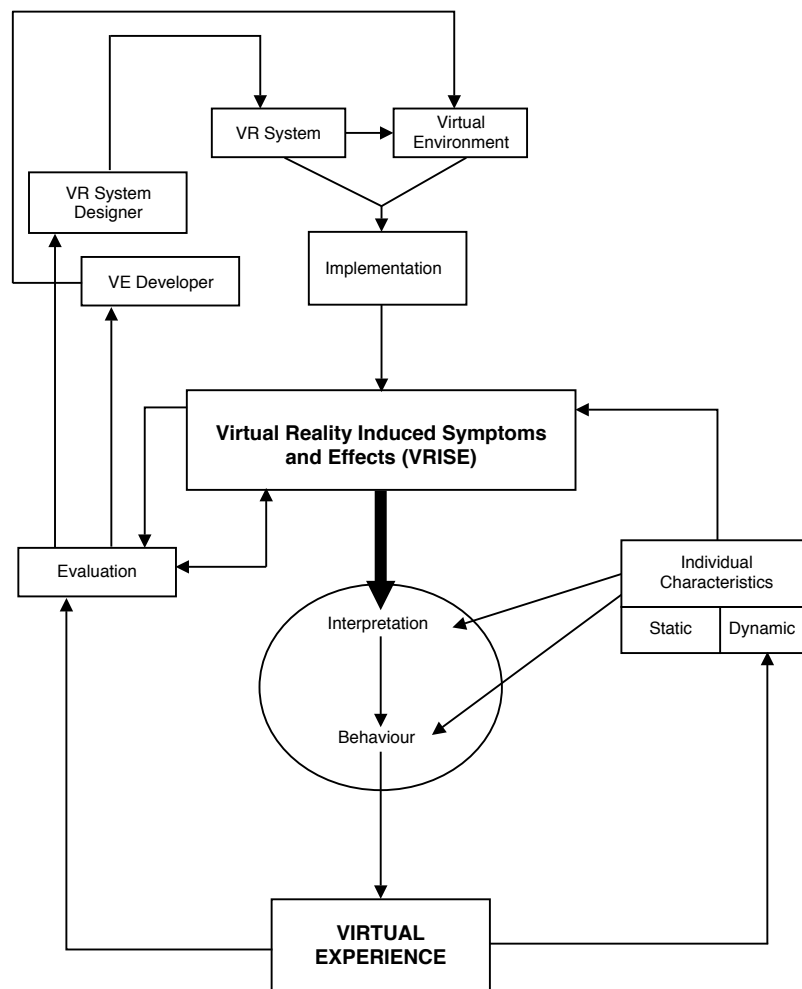 VR System
Virtual
Environment
VR System
Designer
Implementation
VE Developer
Virtual Reality Induced Symptoms
and Effects (VRISE)
Evaluation
Individual
Characteristics
Static
Dynamic
Interpretation
Behaviour
VIRTUAL
EXPERIENCE